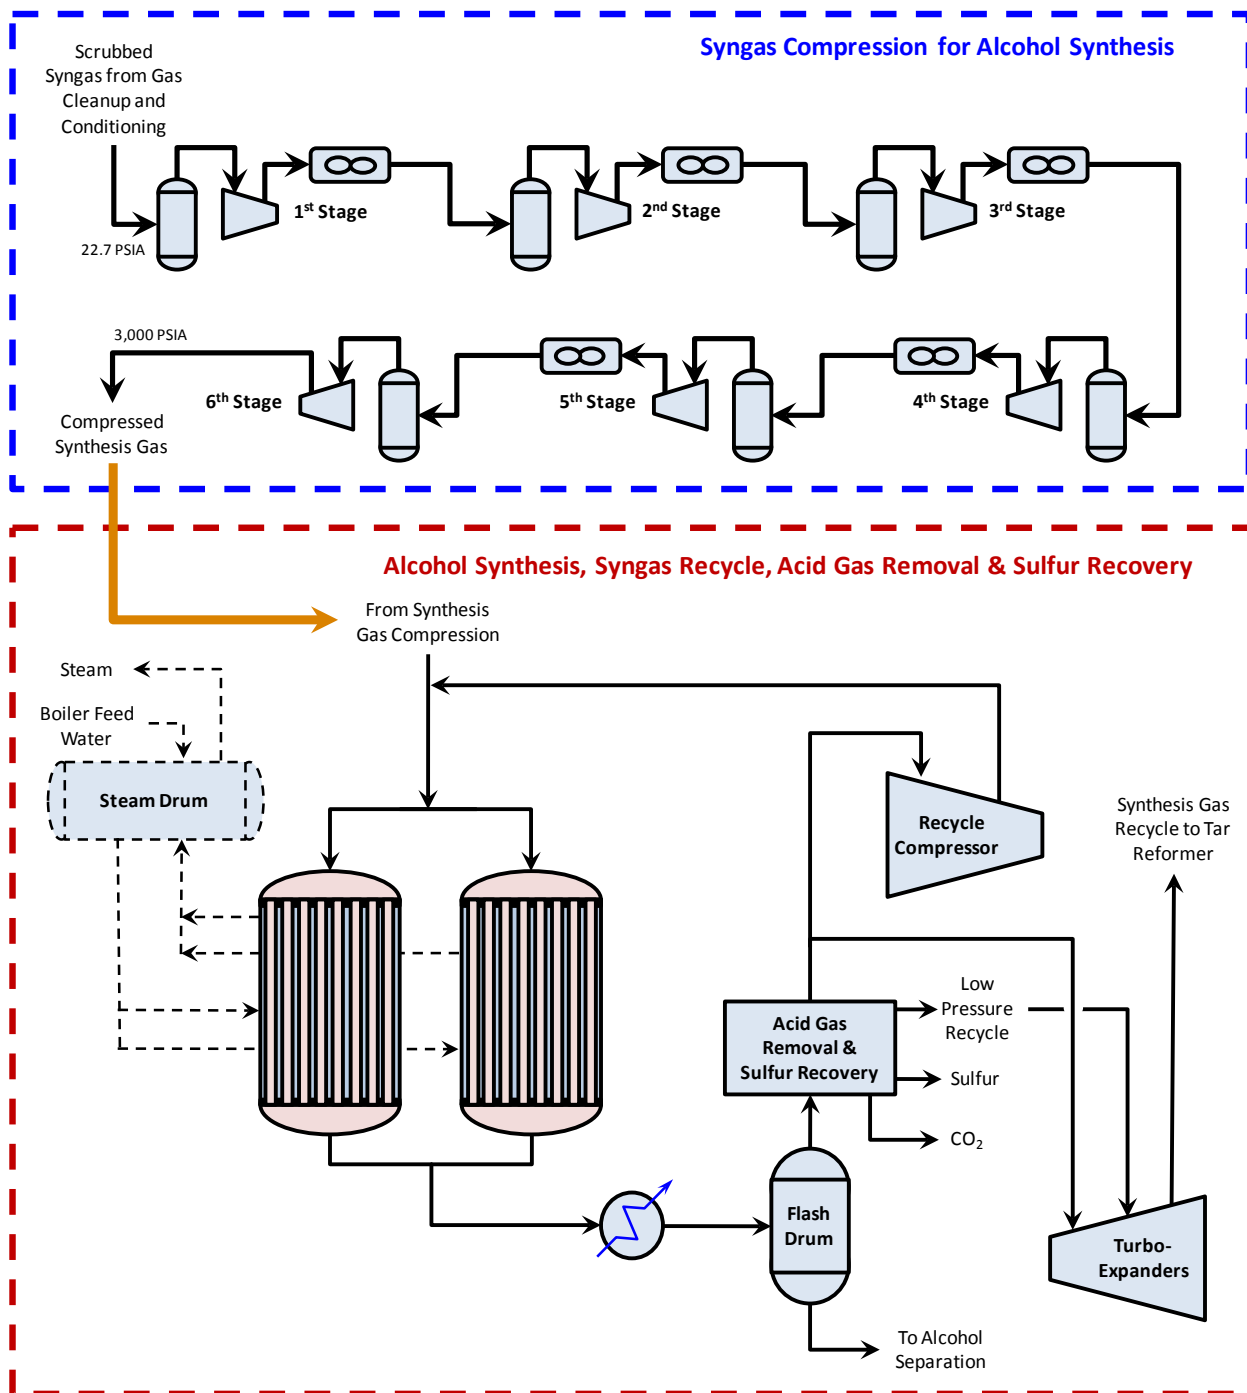 Syngas Compression for Alcohol Synthesis
Scrubbed
Syngas from Gas
Cleanup and
Conditioning
22.7 PSIA
1st Stage
2nd Stage
3rd Stage
3,000 PSIA
6th Stage
5th Stage
4th Stage
Compressed
Synthesis Gas
Alcohol Synthesis, Syngas Recycle, Acid Gas Removal & Sulfur Recovery
From Synthesis
Gas Compression
Steam
Boiler Feed
Water
Steam Drum
Recycle
Compressor
Synthesis Gas
Recycle to Tar
Reformer
Acid Gas
Removal &
Sulfur Recovery
Low
Pressure
Recycle
Sulfur
CO2
Flash
Drum
Turbo-
Expanders
To Alcohol
Separation